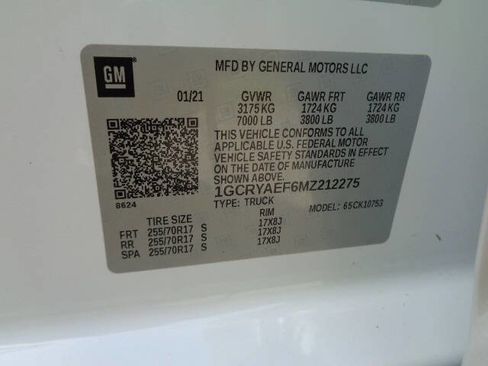 GM
MFD BY GENERAL MOTORS LLC
01/21 GVWR GAWR FRT GAWR RR
3175 KG 1724 KG 1724 KG
7000 LB 3800 LB 3800 LB
THIS VEHICLE CONFORMS TO ALL
APPLICABLE U.S. FEDERAL MOTOR
VEHICLE SAFETY STANDARDS IN EFFECT
ON THE DATE OF MANUFACTURE SHOWN ABOVE.
1GCRYAEF6MZ212275
8624
TYPE: TRUCK MODEL: 65CK10753
TIRE SIZE RIM
FRT 255/70R17 S 17X8J
RR 255/70R17 S 17X8J
SPA 255/70R17 S 17X8J